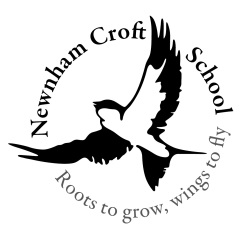 Newnham Croft School
Roots to grow, wings to fly